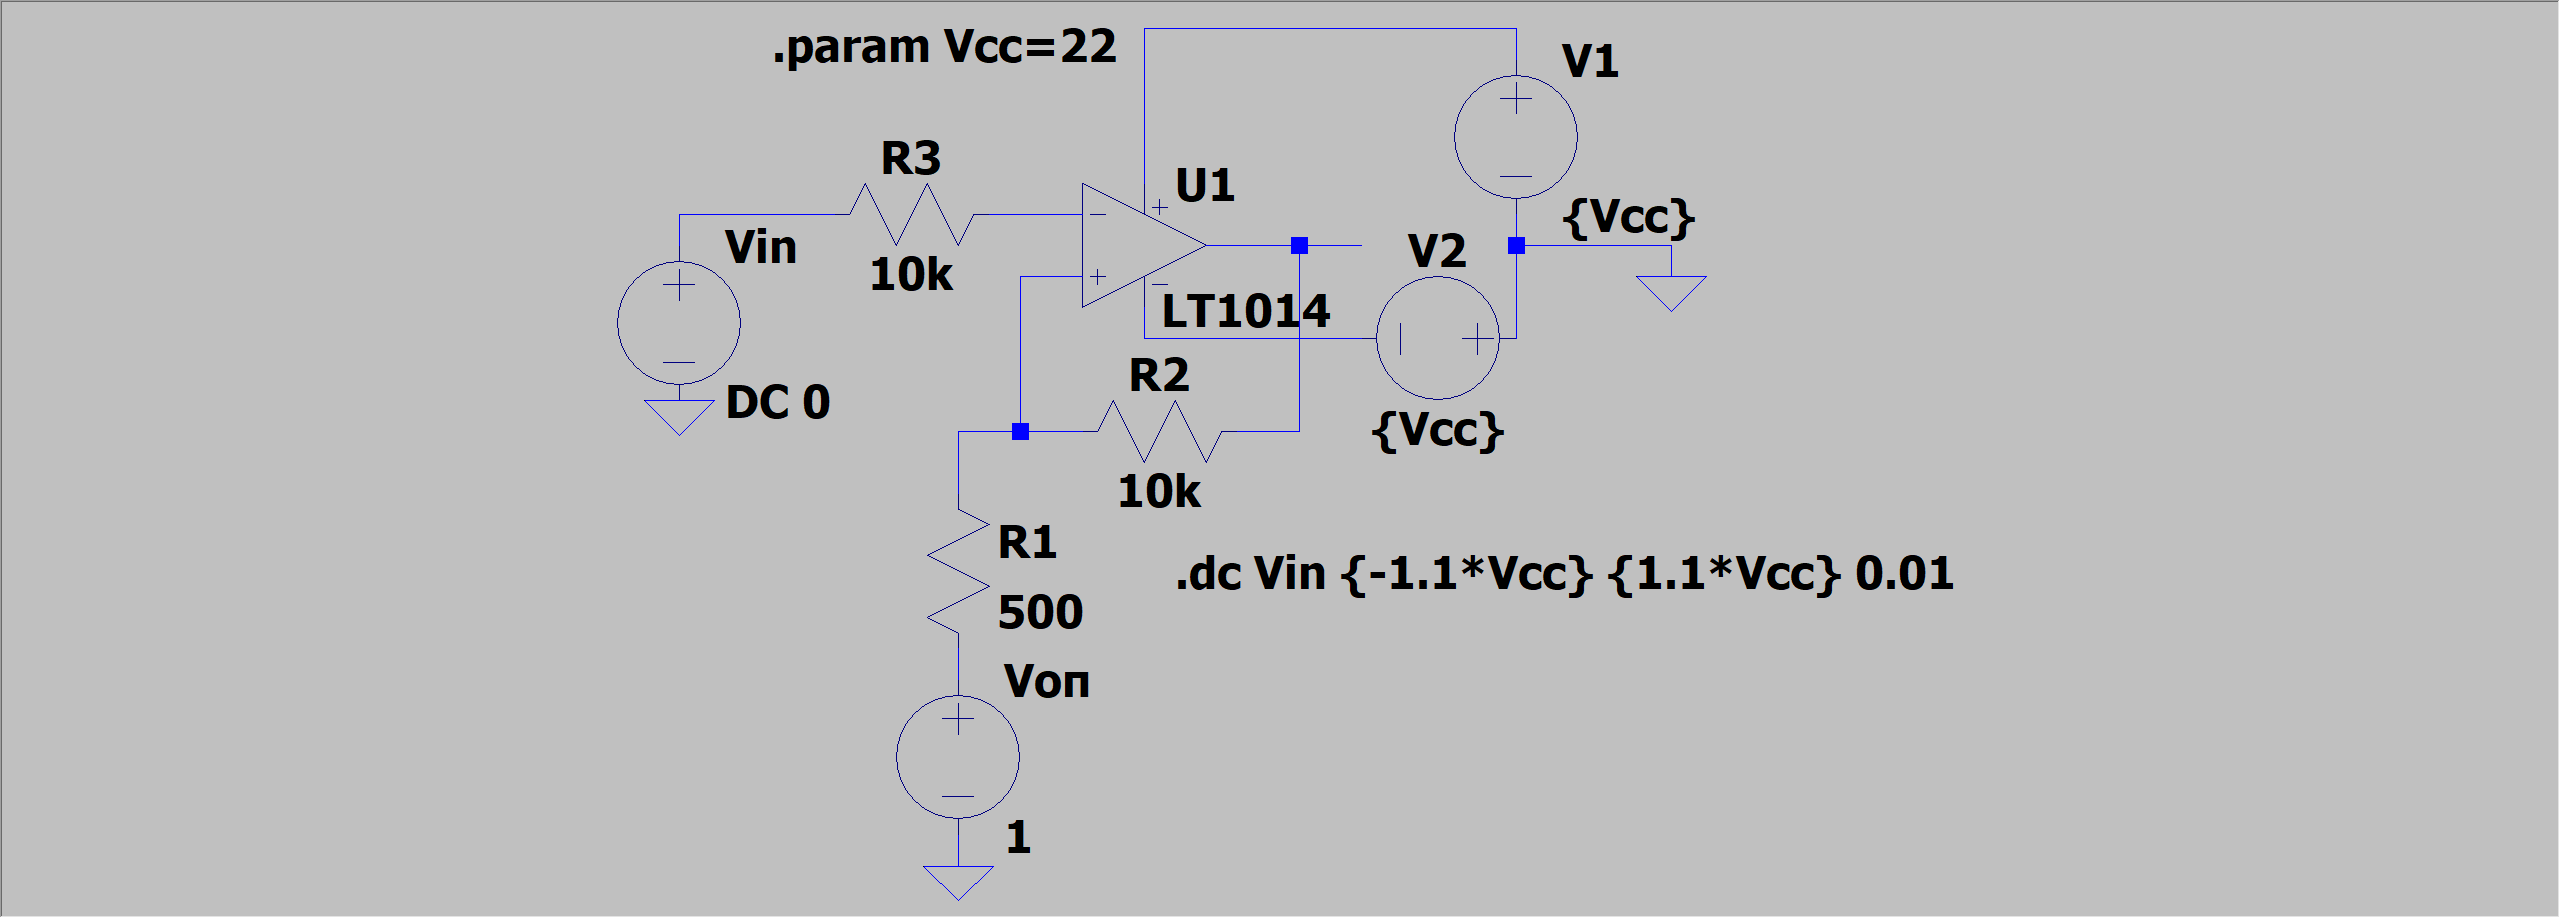 .param Vcc=22
V1
R3
U1
{Vcc}
Vin
V2
10k
LT1014
R2
DC 0
{Vcc}
10k
R1
.dc Vin {-1.1*Vcc} {1.1*Vcc} 0.01
500
Vоп
1